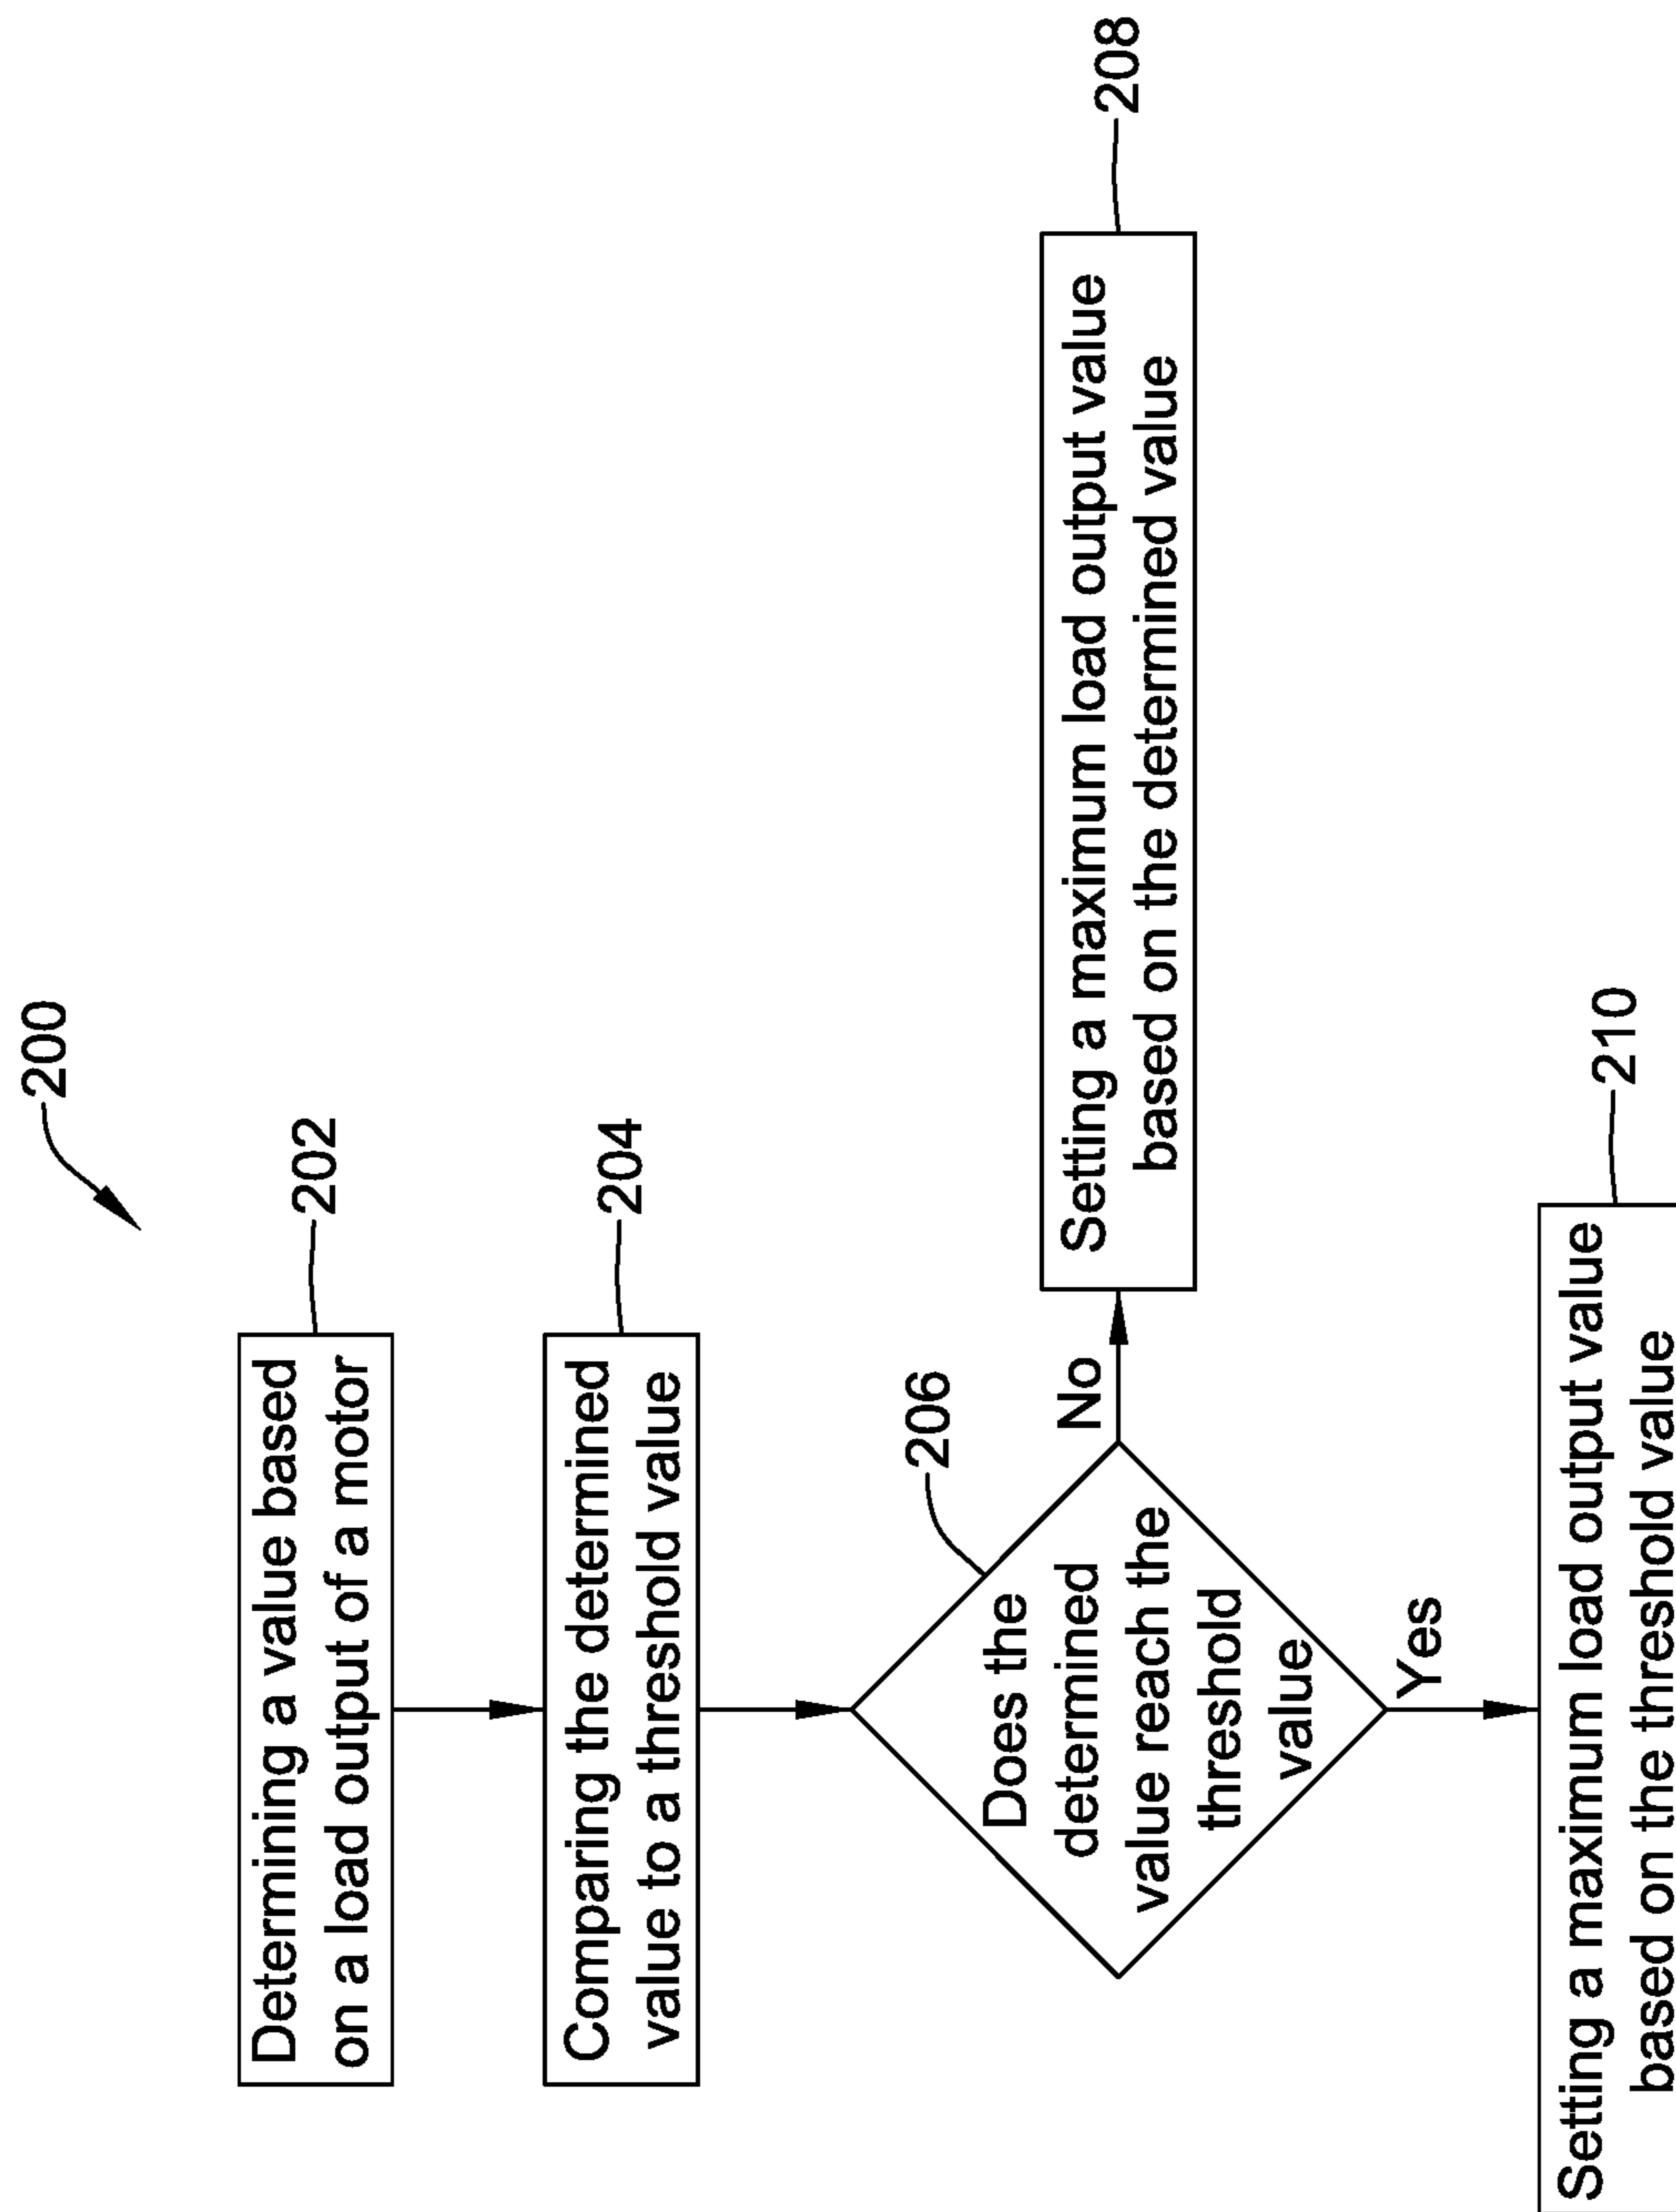 200
Determining a value based
on a load output of a motor
202
Comparing the determined
value to a threshold value
204
Does the
determined
value reach the
threshold
value
206
No
Setting a maximum load output value
based on the determined value
208
Yes
Setting a maximum load output value
based on the threshold value
210